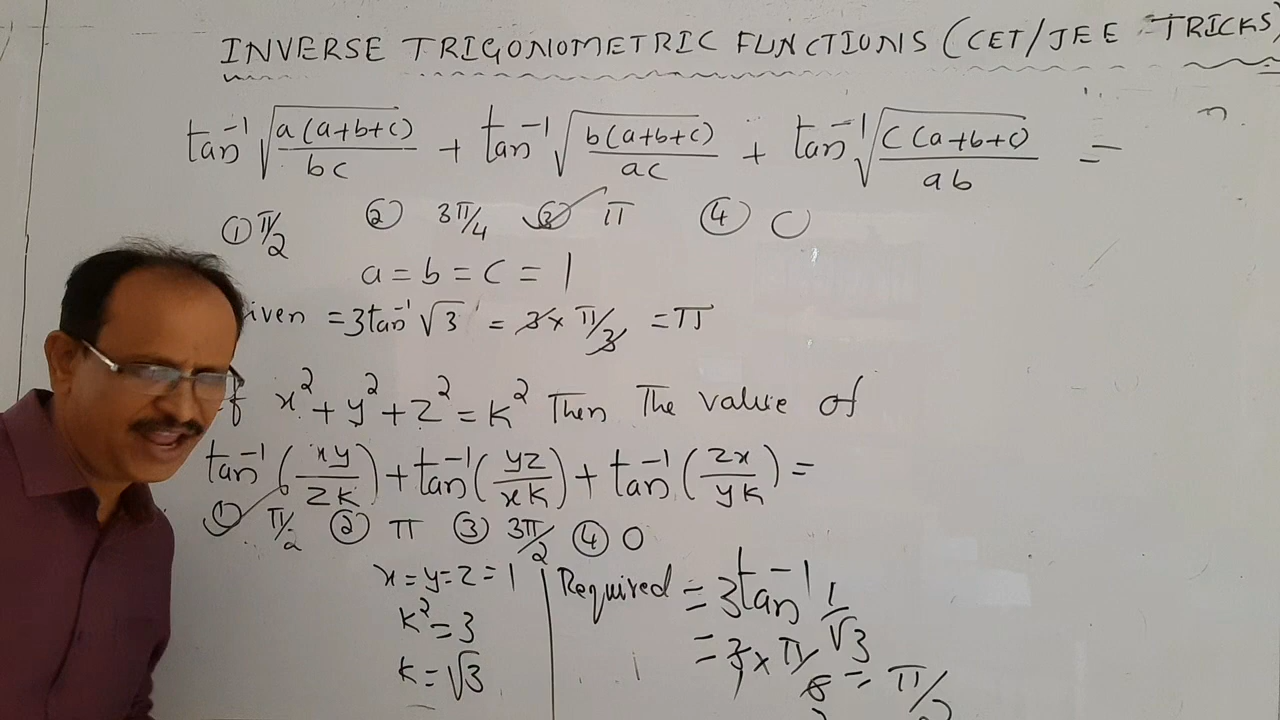 INVERSE TRIGONOMETRIC FUNCTIONS (CET/JEE TRICKS)
tan⁻¹√(a(a+b+c)/bc) + tan⁻¹√(b(a+b+c)/ac) + tan⁻¹√(c(a+b+c)/ab) =
① π/2 ② 3π/4 ③ π ④ 0
a = b = c = 1
iven = 3tan⁻¹√3 = 3 × π/3 = π
f x² + y² + z² = k² Then The value of
tan⁻¹(xy/zk) + tan⁻¹(yz/xk) + tan⁻¹(zx/yk) =
① π/2 ② π ③ 3π/2 ④ 0
x = y = z = 1
k² = 3
k = √3
Required = 3tan⁻¹ 1/√3
= 3 × π/6 = π/